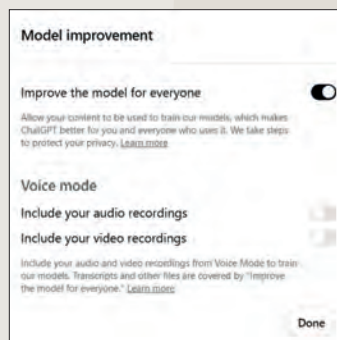 Model improvement
Improve the model for everyone
Allow your content to be used to train our models, which makes
ChatGPT better for you and everyone who uses it. We take steps
to protect your privacy. Learn more
Voice mode
Include your audio recordings
Include your video recordings
Include your audio and video recordings from Voice Mode to train
our models. Transcripts and other files are covered by "Improve
the model for everyone." Learn more
Done